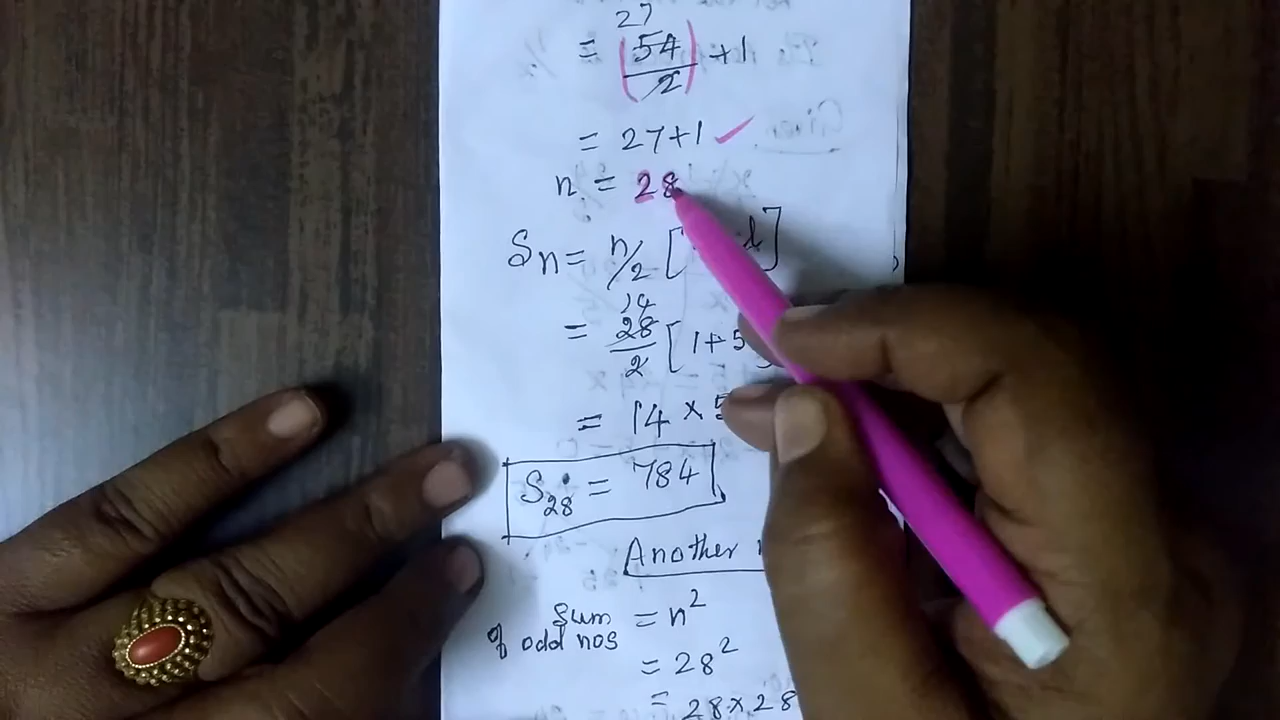 27
= (54/2) + 1
= 27+1 ✓
n = 28
Sn = n/2 [ l]
14
= 28/2 [1+5
= 14 × 5
S28 = 784
Another
Sum = n²
of odd nos
= 28²
= 28×28